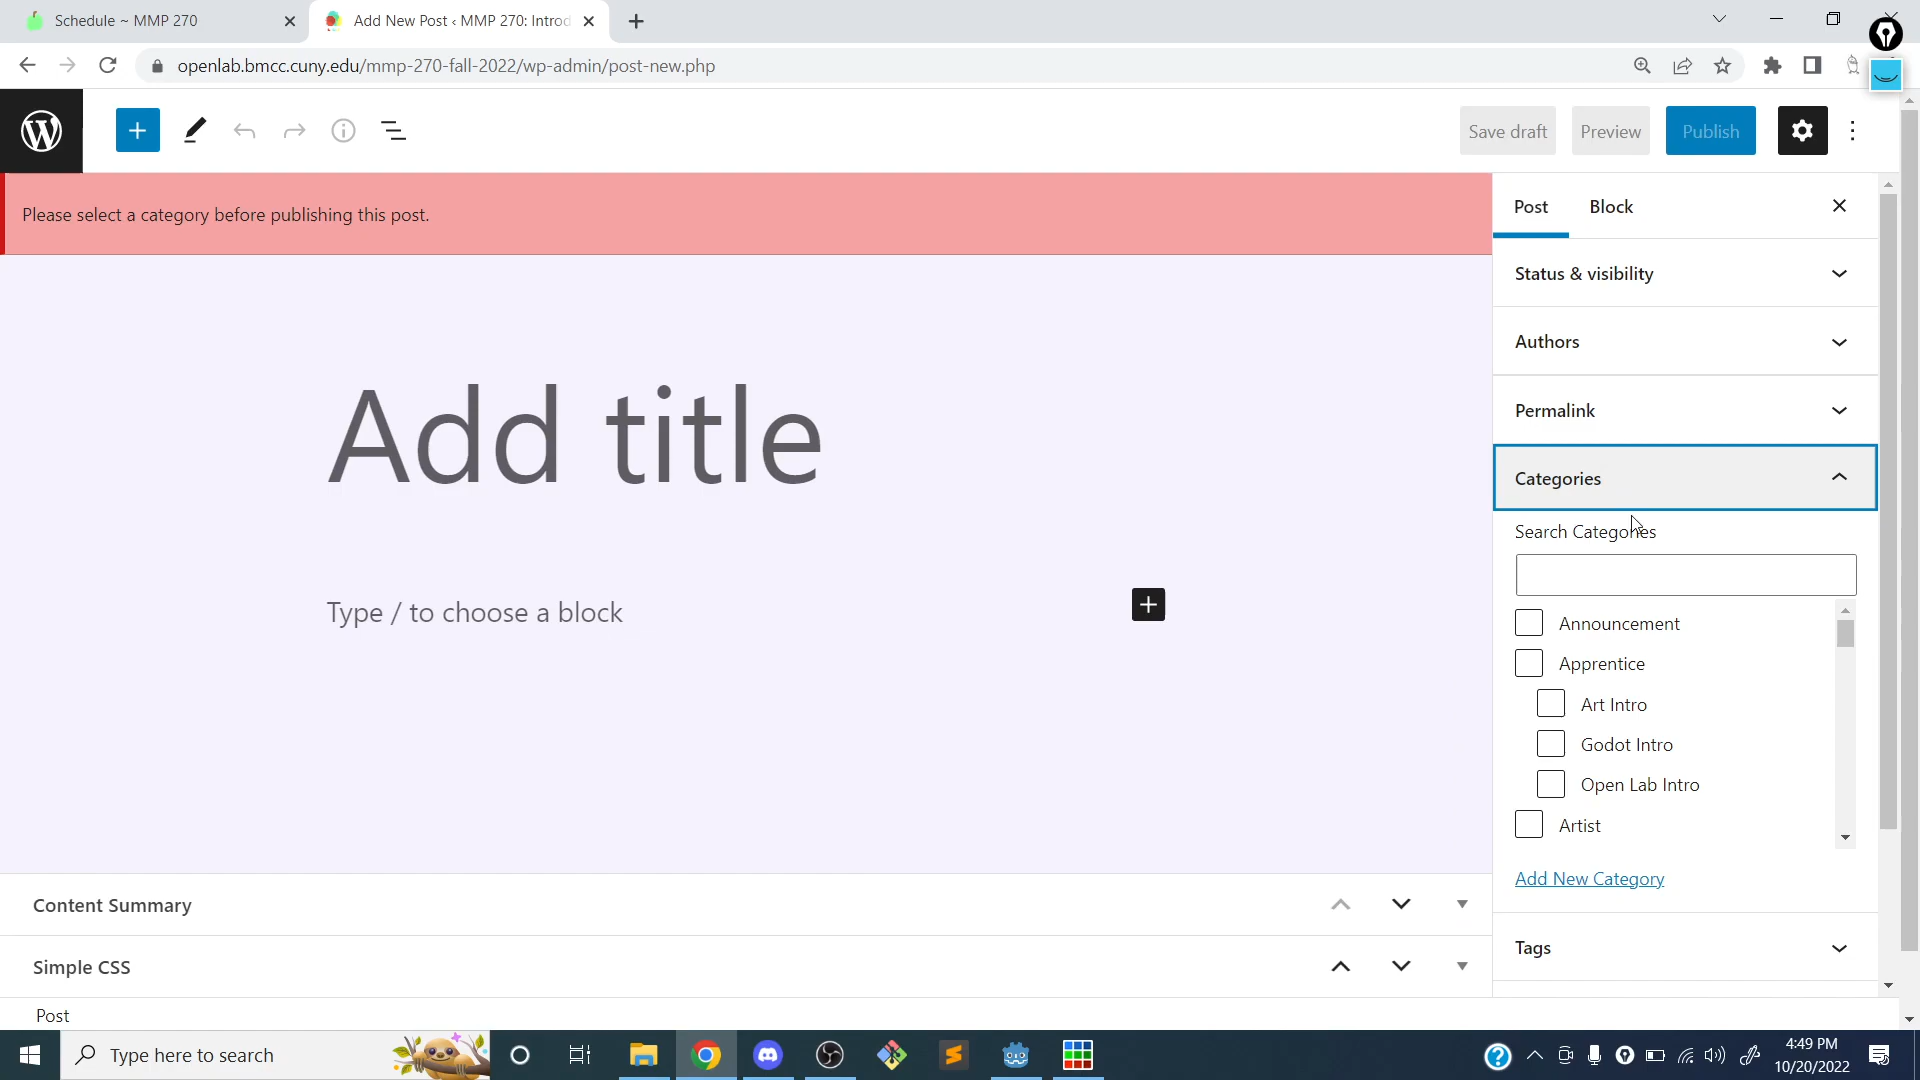 Schedule ~ MMP 270
Add New Post ‹ MMP 270: Introd
openlab.bmcc.cuny.edu/mmp-270-fall-2022/wp-admin/post-new.php
Save draft
Preview
Publish
Please select a category before publishing this post.
Post
Block
Status & visibility
Authors
Permalink
Categories
Search Categories
Add title
Type / to choose a block
Announcement
Apprentice
Art Intro
Godot Intro
Open Lab Intro
Artist
Add New Category
Content Summary
Tags
Simple CSS
Post
Type here to search
4:49 PM
10/20/2022